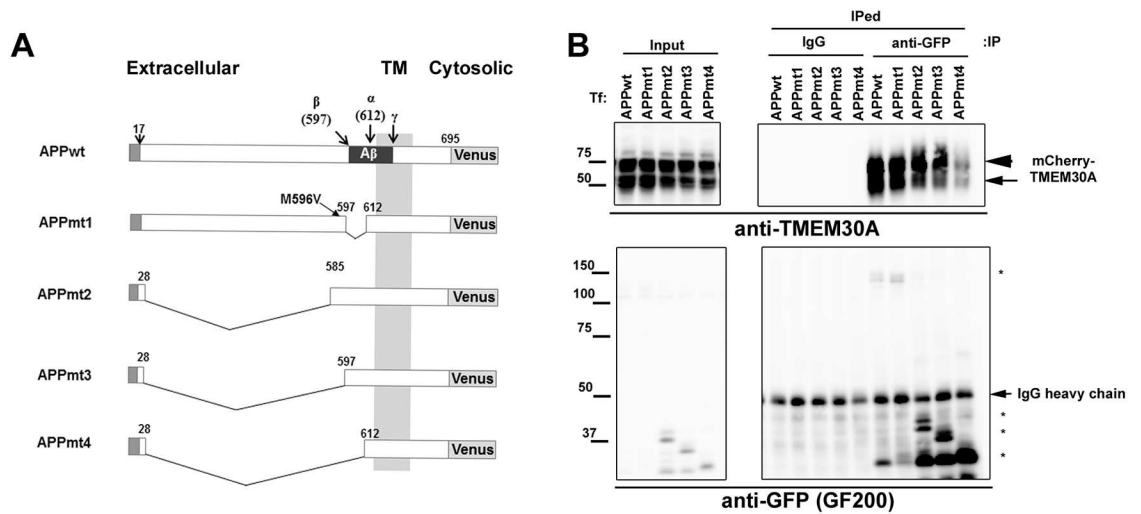 A
Extracellular TM Cytosolic
β
(597)
α
(612)
γ
17
695
APPwt
Aβ
Venus
M596V
597
612
APPmt1
Venus
585
28
APPmt2
Venus
28
597
APPmt3
Venus
28
612
APPmt4
Venus
B
IPed
Input
IgG
anti-GFP
:IP
Tf:
APPwt
APPmt1
APPmt2
APPmt3
APPmt4
APPwt
APPmt1
APPmt2
APPmt3
APPmt4
APPwt
APPmt1
APPmt2
APPmt3
APPmt4
75
50
mCherry-
TMEM30A
anti-TMEM30A
150
100
75
50
37
*
IgG heavy chain
*
*
*
anti-GFP (GF200)